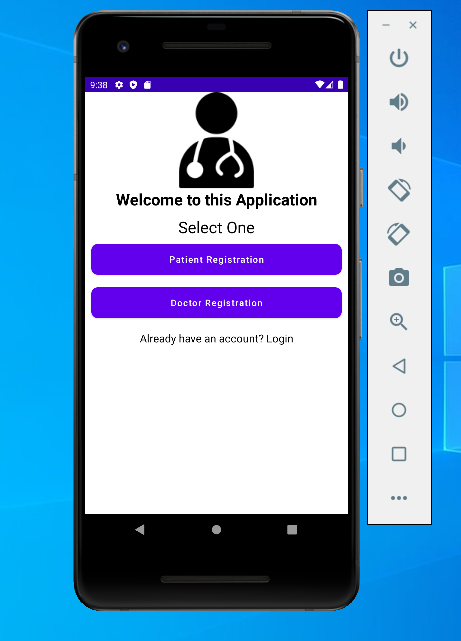 9:38
Welcome to this Application
Select One
Patient Registration
Doctor Registration
Already have an account? Login